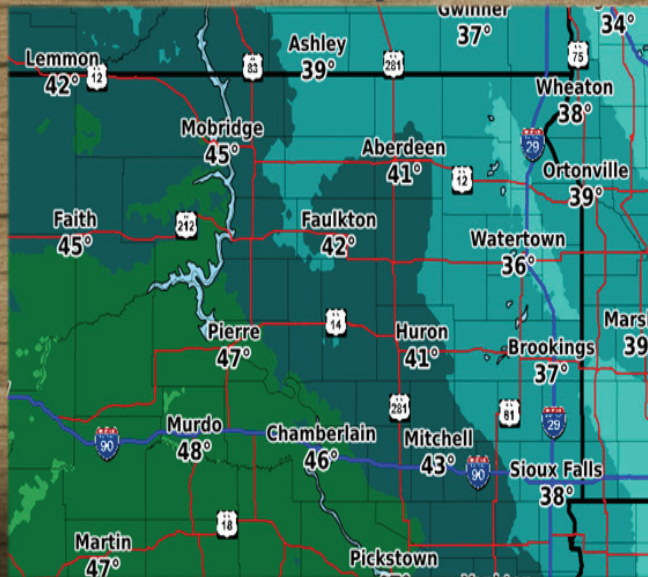 Gwinner
37°
34°
75
Lemmon
42°
12
83
Ashley
39°
281
Wheaton
38°
29
Mobridge
45°
Aberdeen
41°
12
Ortonville
39°
Faith
45°
212
Faulkton
42°
Watertown
36°
14
Pierre
47°
Huron
41°
Brookings
37°
39
281
81
29
Murdo
48°
90
Chamberlain
46°
Mitchell
43°
90
Sioux Falls
38°
18
Martin
47°
Pickstown